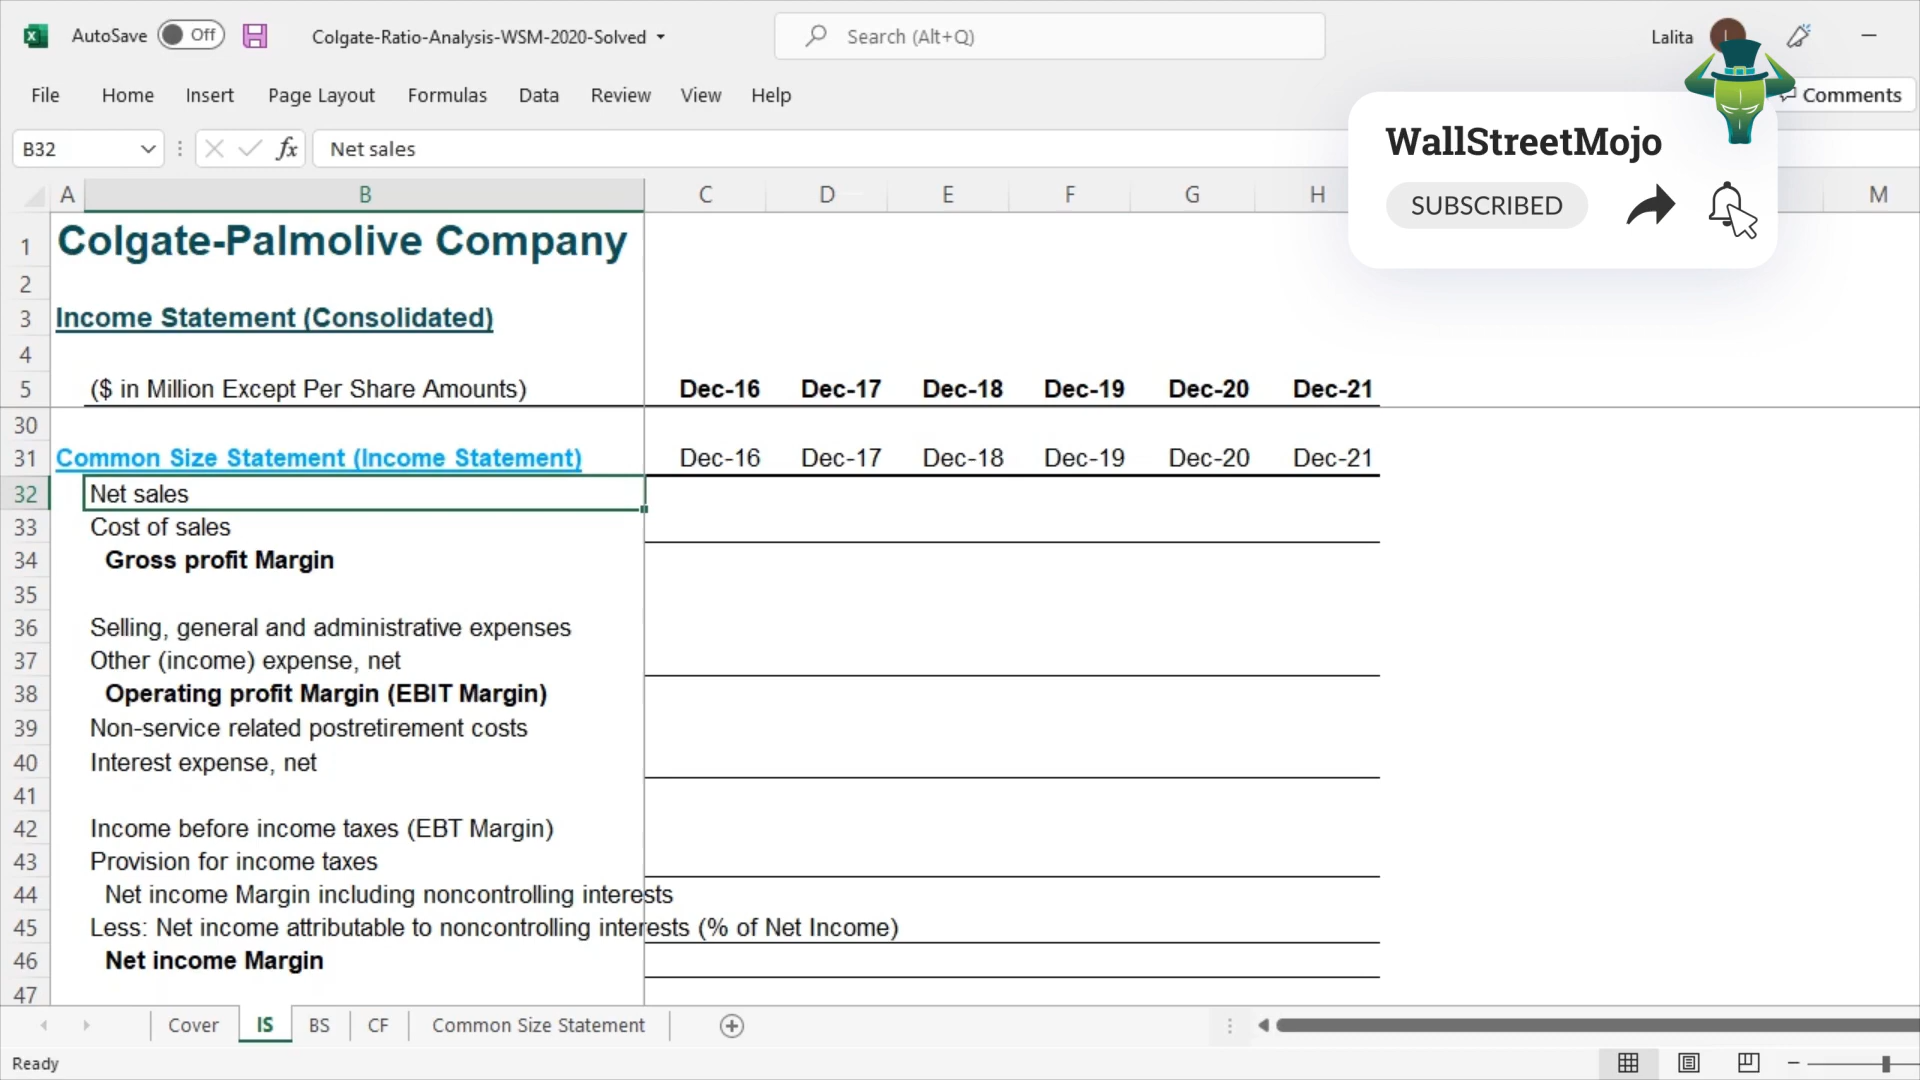 AutoSave Off Colgate-Ratio-Analysis-WSM-2020-Solved Search (Alt+Q) Lalita L
File Home Insert Page Layout Formulas Data Review View Help Comments
B32 fx Net sales
WallStreetMojo
SUBSCRIBED
A B C D E F G H M
1 Colgate-Palmolive Company
2
3 Income Statement (Consolidated)
4
5 ($ in Million Except Per Share Amounts) Dec-16 Dec-17 Dec-18 Dec-19 Dec-20 Dec-21
30
31 Common Size Statement (Income Statement) Dec-16 Dec-17 Dec-18 Dec-19 Dec-20 Dec-21
32 Net sales
33 Cost of sales
34 Gross profit Margin
35
36 Selling, general and administrative expenses
37 Other (income) expense, net
38 Operating profit Margin (EBIT Margin)
39 Non-service related postretirement costs
40 Interest expense, net
41
42 Income before income taxes (EBT Margin)
43 Provision for income taxes
44 Net income Margin including noncontrolling interests
45 Less: Net income attributable to noncontrolling interests (% of Net Income)
46 Net income Margin
47
Cover IS BS CF Common Size Statement
Ready